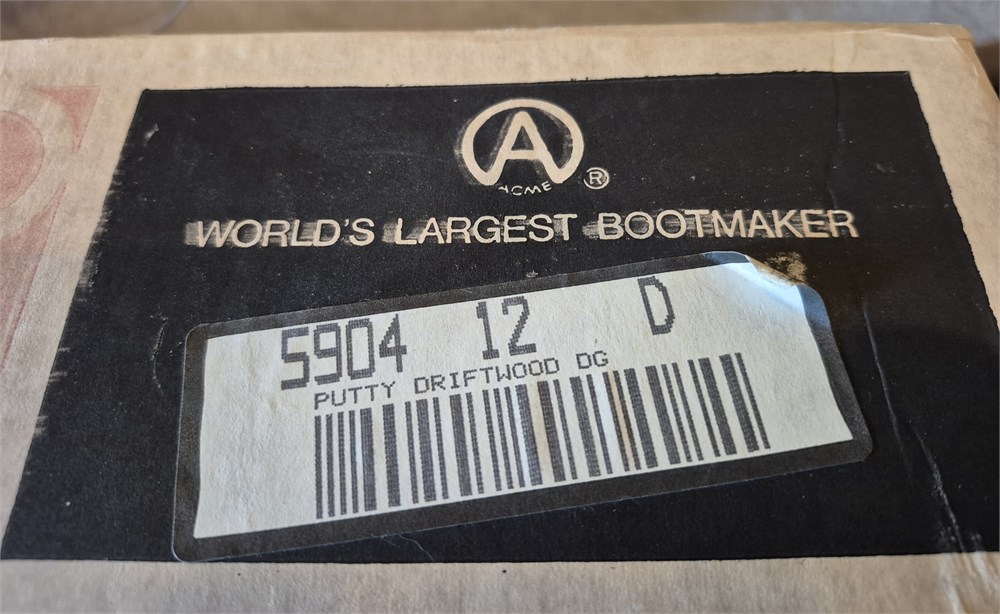 A
ACME
®
WORLD'S LARGEST BOOTMAKER
5904 12 D
PUTTY DRIFTWOOD DG